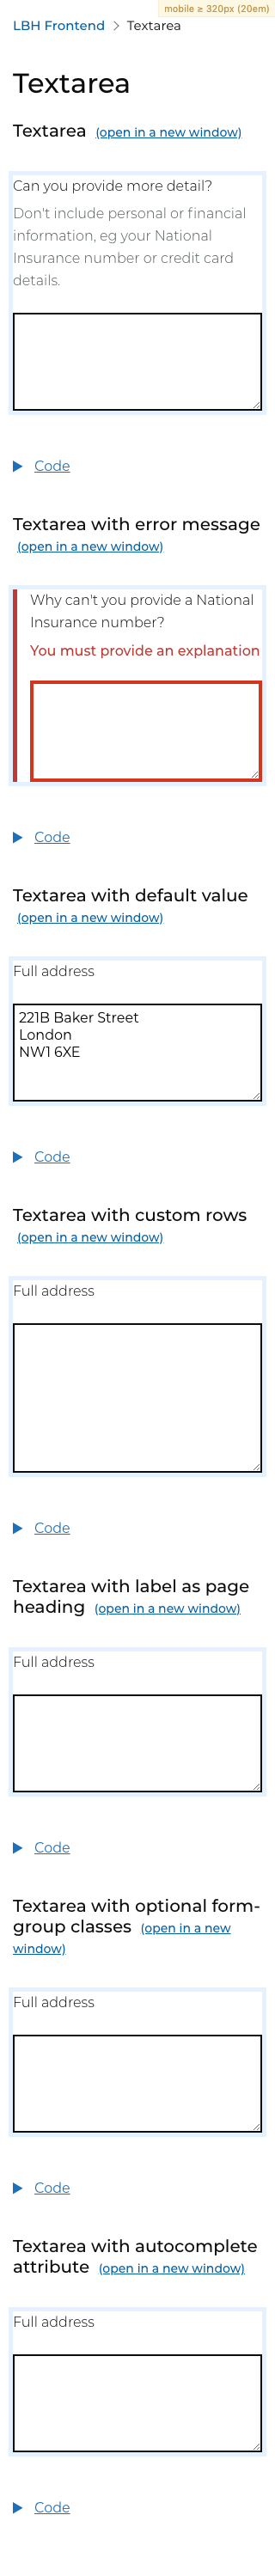 mobile ≥ 320px (20em)
LBH Frontend > Textarea
Textarea
Textarea (open in a new window)
Can you provide more detail?
Don't include personal or financial
information, eg your National
Insurance number or credit card
details.
Code
Textarea with error message
(open in a new window)
Why can't you provide a National
Insurance number?
You must provide an explanation
Code
Textarea with default value
(open in a new window)
Full address
221B Baker Street
London
NW1 6XE
Code
Textarea with custom rows
(open in a new window)
Full address
Code
Textarea with label as page
heading (open in a new window)
Full address
Code
Textarea with optional form-
group classes (open in a new
window)
Full address
Code
Textarea with autocomplete
attribute (open in a new window)
Full address
Code